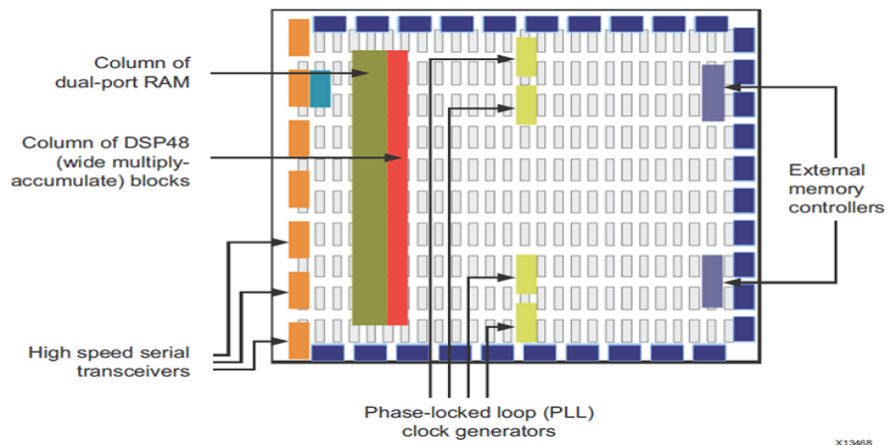 Column of
dual-port RAM
Column of DSP48
(wide multiply-
accumulate) blocks
External
memory
controllers
High speed serial
transceivers
Phase-locked loop (PLL)
clock generators
X13468